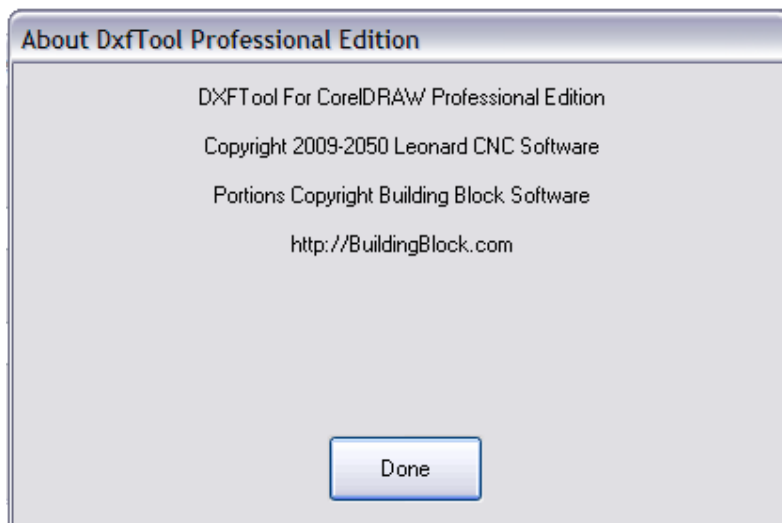 About DxfTool Professional Edition
DXFTool For CorelDRAW Professional Edition
Copyright 2009-2050 Leonard CNC Software
Portions Copyright Building Block Software
http://BuildingBlock.com
Done